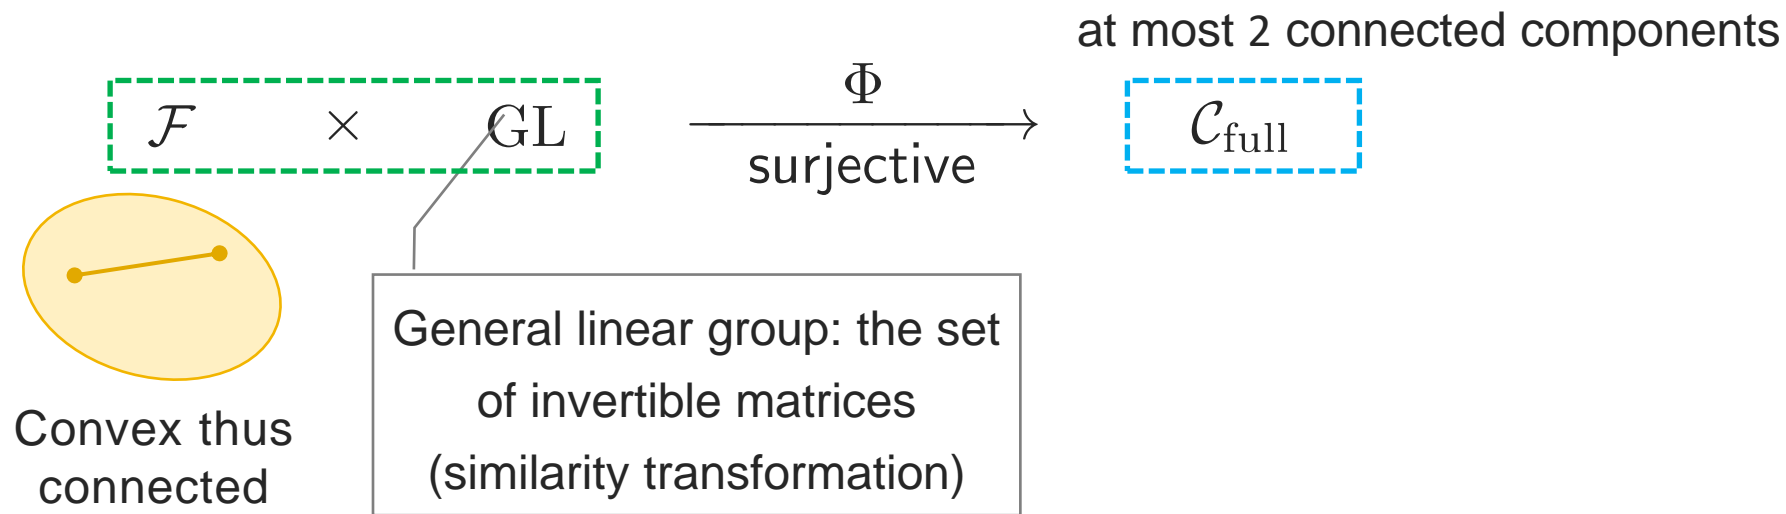 at most 2 connected components
ℱ × GL
Φ
surjective
𝒞_full
General linear group: the set
of invertible matrices
(similarity transformation)
Convex thus
connected